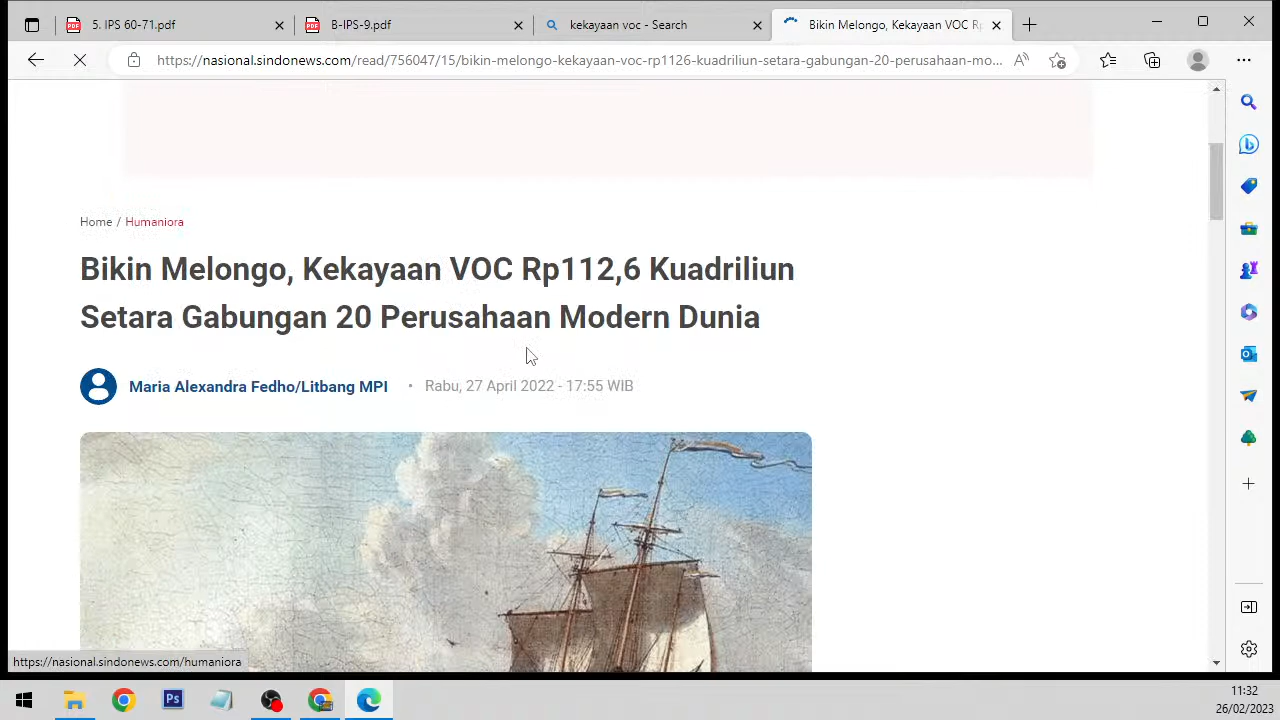 5. IPS 60-71.pdf
B-IPS-9.pdf
kekayaan voc - Search
Bikin Melongo, Kekayaan VOC Rp
https://nasional.sindonews.com/read/756047/15/bikin-melongo-kekayaan-voc-rp1126-kuadriliun-setara-gabungan-20-perusahaan-mo...
Home / Humaniora
Bikin Melongo, Kekayaan VOC Rp112,6 Kuadriliun
Setara Gabungan 20 Perusahaan Modern Dunia
Maria Alexandra Fedho/Litbang MPI • Rabu, 27 April 2022 - 17:55 WIB
https://nasional.sindonews.com/humaniora
Ps
11:32
26/02/2023